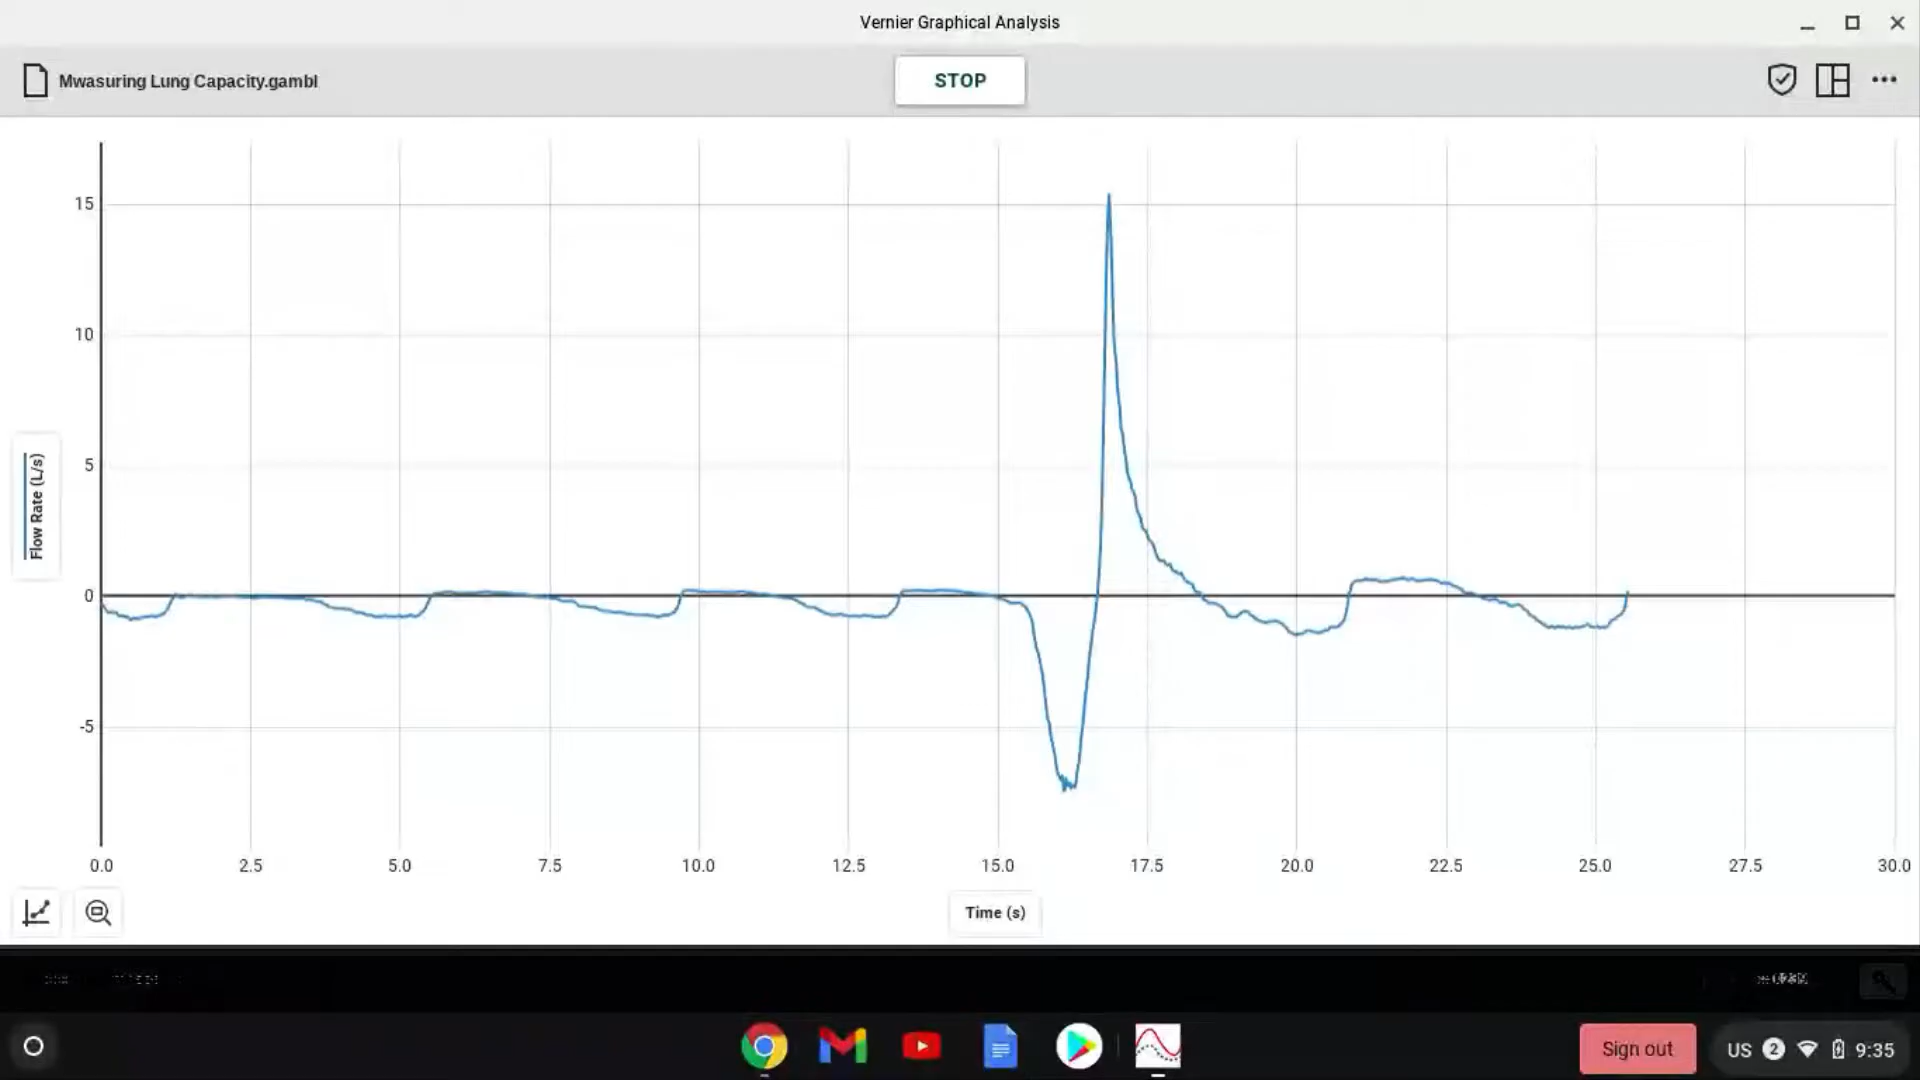 Vernier Graphical Analysis
Mwasuring Lung Capacity.gambl
STOP
15
10
5
0
-5
Flow Rate (L/s)
0.0 2.5 5.0 7.5 10.0 12.5 15.0 17.5 20.0 22.5 25.0 27.5 30.0
Time (s)
Sign out
US 2 9:35